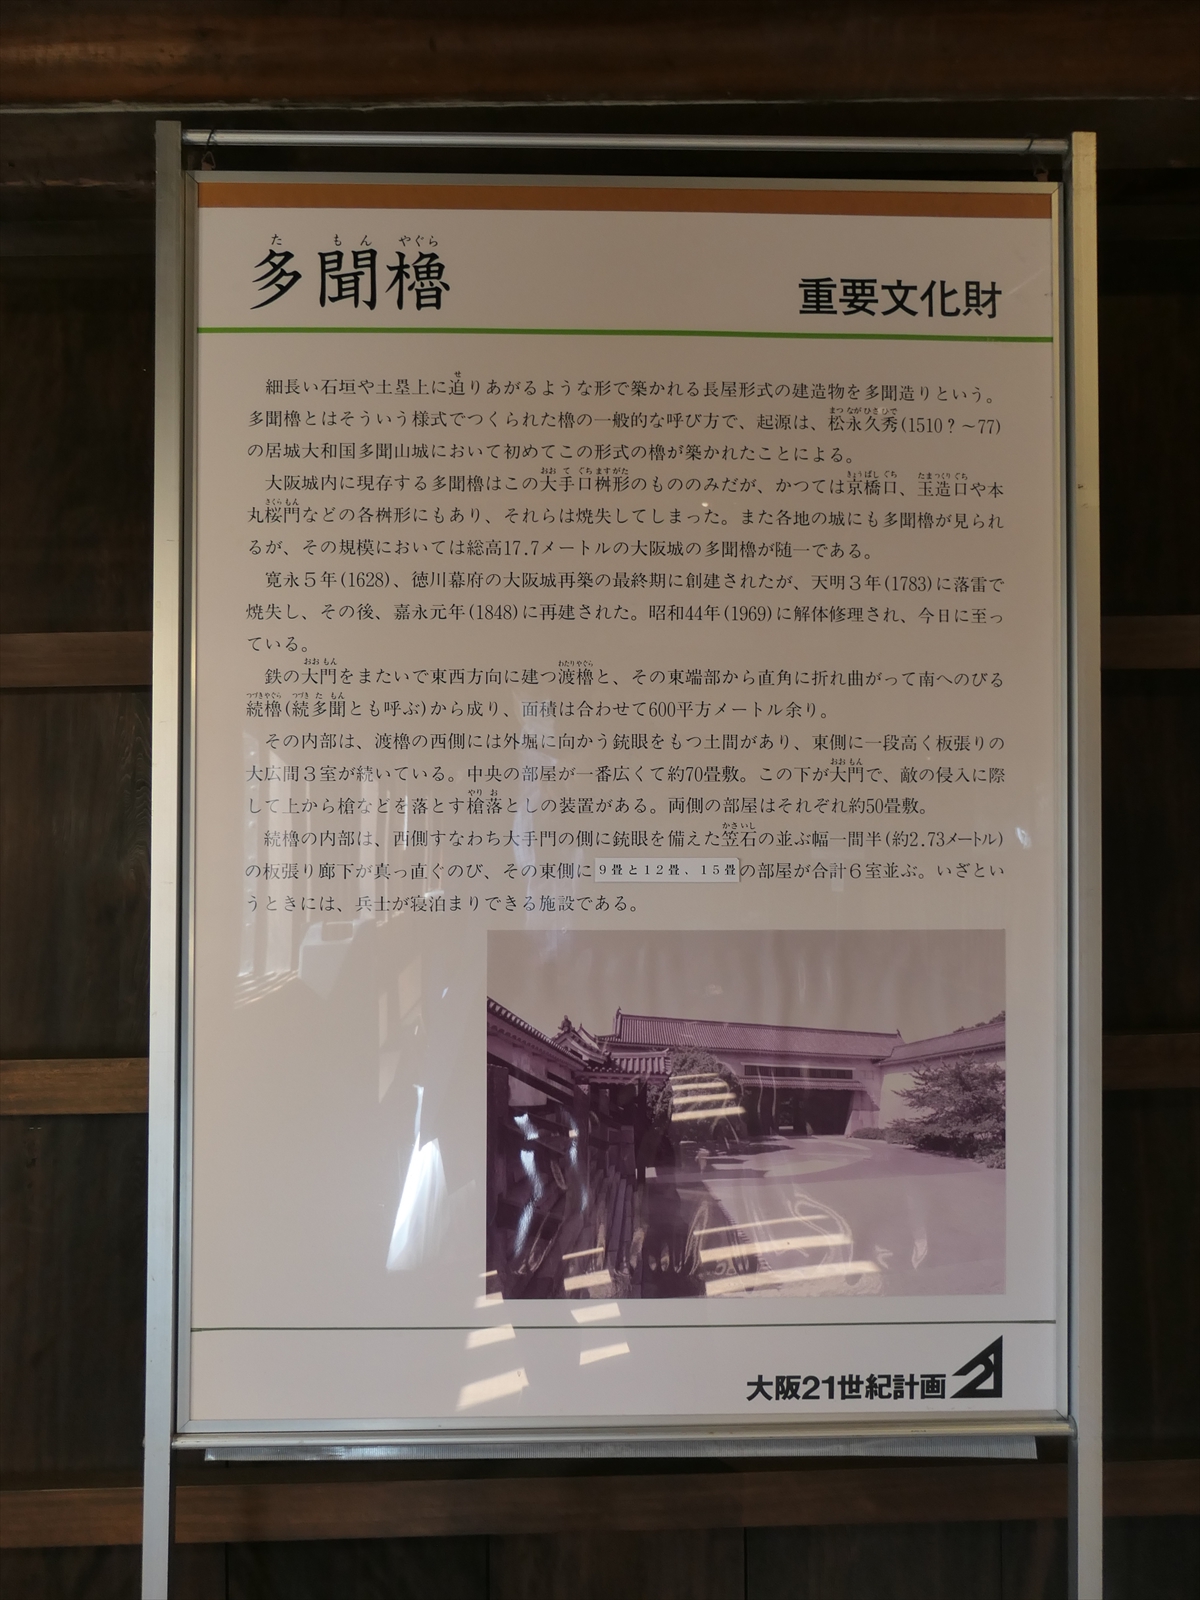 た もん やぐら
多聞櫓
重要文化財
細長い石垣や土塁上に迫りあがるような形で築かれる長屋形式の建造物を多聞造りという。
多聞櫓とはそういう様式でつくられた櫓の一般的な呼び方で、起源は、松永久秀(1510？～77)
の居城大和国多聞山城において初めてこの形式の櫓が築かれたことによる。
大阪城内に現存する多聞櫓はこの大手口桝形のもののみだが、かつては京橋口、玉造口や本
丸桜門などの各桝形にもあり、それらは焼失してしまった。また各地の城にも多聞櫓が見られ
るが、その規模においては総高17.7メートルの大阪城の多聞櫓が随一である。
寛永５年(1628)、徳川幕府の大阪城再築の最終期に創建されたが、天明３年(1783)に落雷で
焼失し、その後、嘉永元年(1848)に再建された。昭和44年(1969)に解体修理され、今日に至っ
ている。
鉄の大門をまたいで東西方向に建つ渡櫓と、その東端部から直角に折れ曲がって南へのびる
続櫓(続多聞とも呼ぶ)から成り、面積は合わせて600平方メートル余り。
その内部は、渡櫓の西側には外堀に向かう銃眼をもつ土間があり、東側に一段高く板張りの
大広間３室が続いている。中央の部屋が一番広くて約70畳敷。この下が大門で、敵の侵入に際
して上から槍などを落とす槍落としの装置がある。両側の部屋はそれぞれ約50畳敷。
続櫓の内部は、西側すなわち大手門の側に銃眼を備えた笠石の並ぶ幅一間半(約2.73メートル)
の板張り廊下が真っ直ぐのび、その東側に９畳と１２畳、１５畳の部屋が合計６室並ぶ。いざとい
うときには、兵士が寝泊まりできる施設である。
大阪21世紀計画